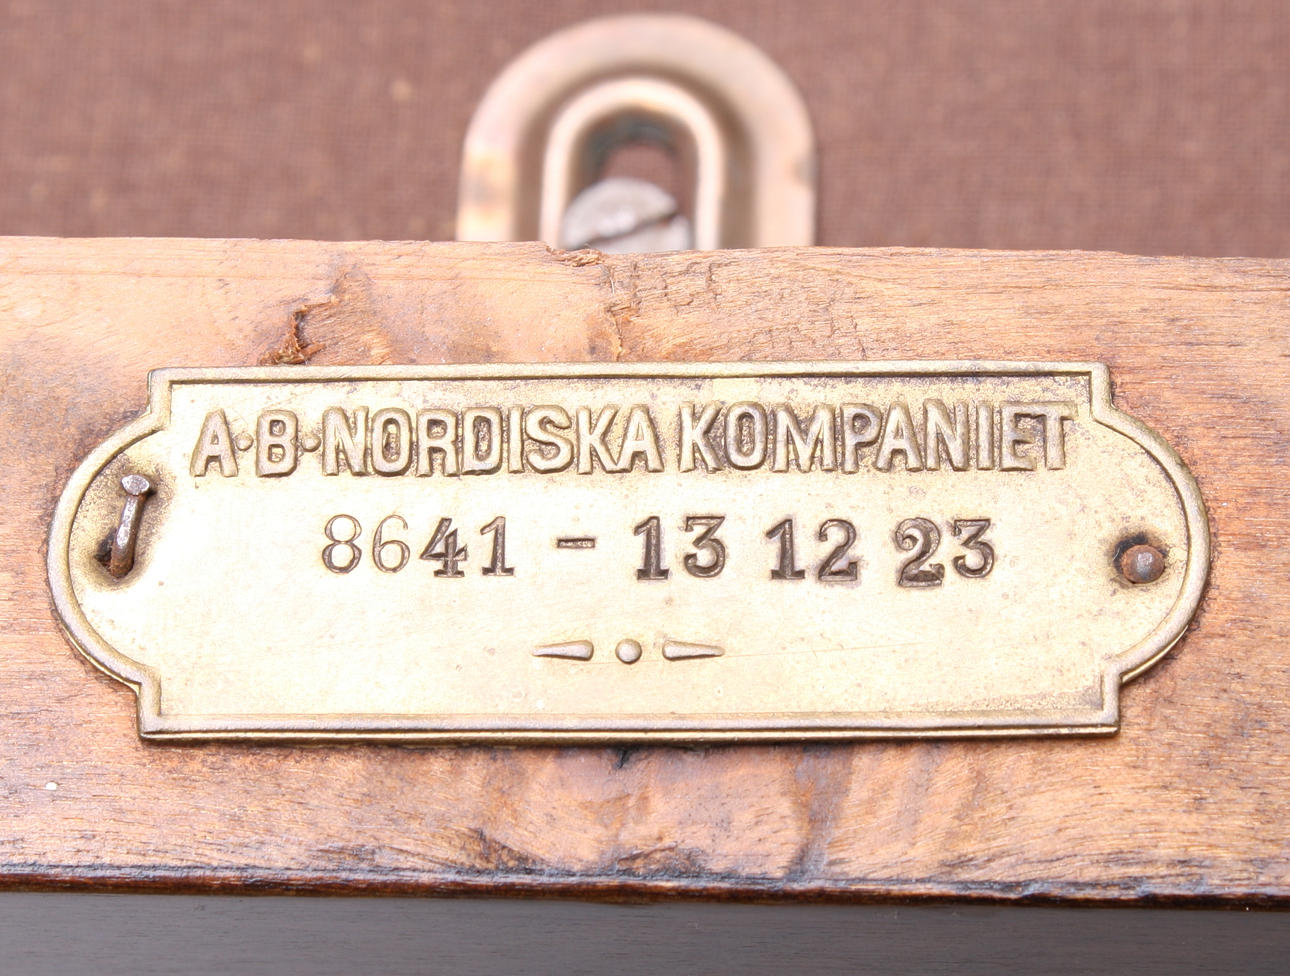 A·B·NORDISKA KOMPANIET
8641 - 13 12 23